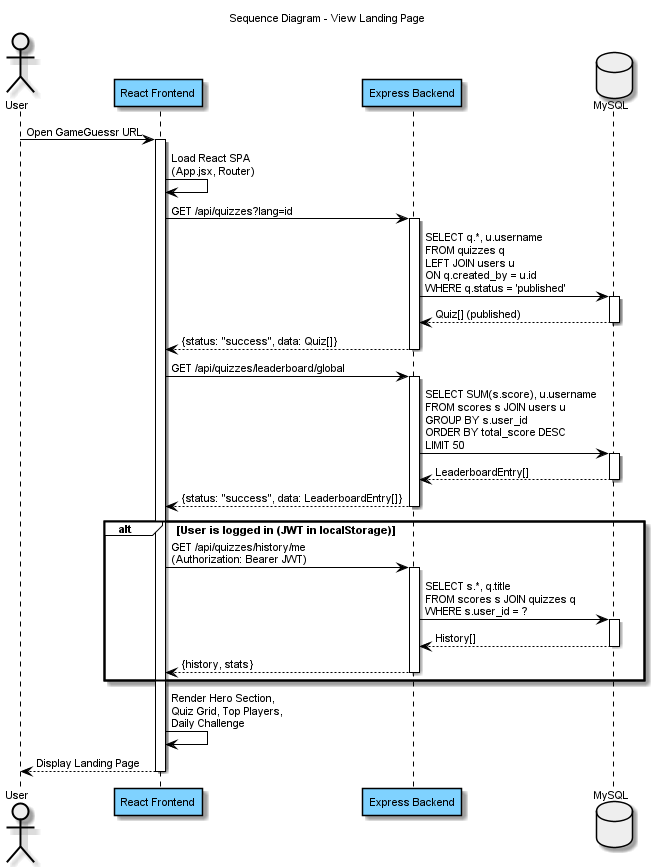 Sequence Diagram - View Landing Page
User
React Frontend
Express Backend
MySQL
Open GameGuessr URL
Load React SPA
(App.jsx, Router)
GET /api/quizzes?lang=id
SELECT q.*, u.username
FROM quizzes q
LEFT JOIN users u
ON q.created_by = u.id
WHERE q.status = 'published'
Quiz[] (published)
{status: "success", data: Quiz[]}
GET /api/quizzes/leaderboard/global
SELECT SUM(s.score), u.username
FROM scores s JOIN users u
GROUP BY s.user_id
ORDER BY total_score DESC
LIMIT 50
LeaderboardEntry[]
{status: "success", data: LeaderboardEntry[]}
alt
[User is logged in (JWT in localStorage)]
GET /api/quizzes/history/me
(Authorization: Bearer JWT)
SELECT s.*, q.title
FROM scores s JOIN quizzes q
WHERE s.user_id = ?
History[]
{history, stats}
Render Hero Section,
Quiz Grid, Top Players,
Daily Challenge
Display Landing Page
User
React Frontend
Express Backend
MySQL